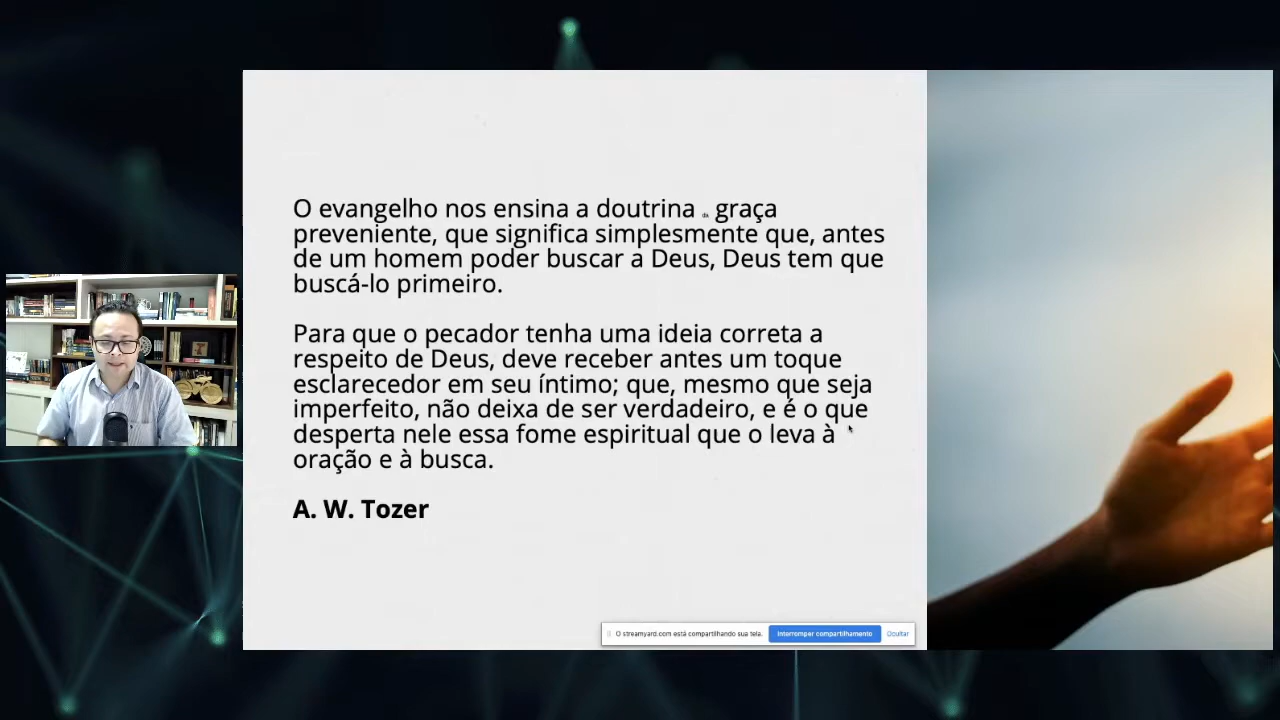 O evangelho nos ensina a doutrina da graça
preveniente, que significa simplesmente que, antes
de um homem poder buscar a Deus, Deus tem que
buscá-lo primeiro.
Para que o pecador tenha uma ideia correta a
respeito de Deus, deve receber antes um toque
esclarecedor em seu íntimo; que, mesmo que seja
imperfeito, não deixa de ser verdadeiro, e é o que
desperta nele essa fome espiritual que o leva à
oração e à busca.
A. W. Tozer
O streamyard.com está compartilhando sua tela.
Interromper compartilhamento
Ocultar